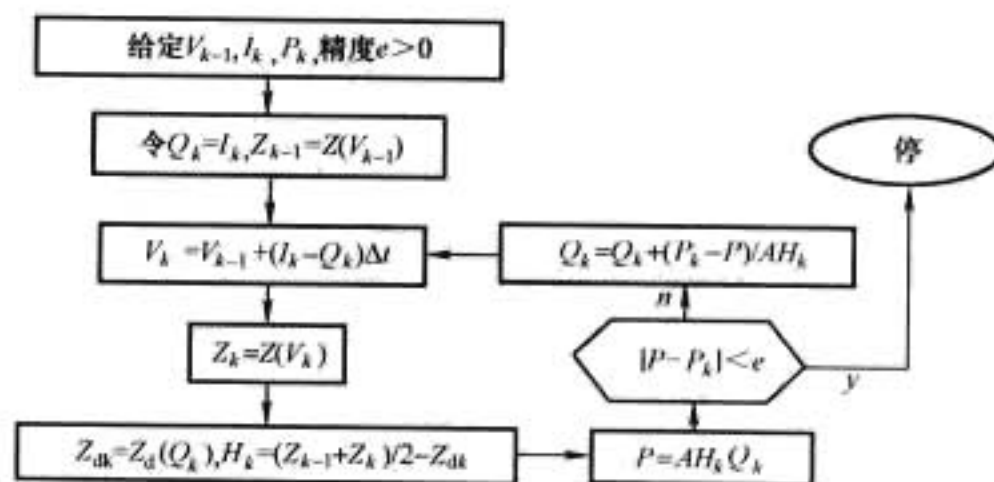 给定V_{k-1},I_k,P_k,精度e>0
令Q_k=I_k,Z_{k-1}=Z(V_{k-1})
停
V_k=V_{k-1}+(I_k-Q_k)Δt
Q_k=Q_k+(P_k-P)/AH_k
n
Z_k=Z(V_k)
|P-P_k|<e
y
Z_{dk}=Z_d(Q_k),H_k=(Z_{k-1}+Z_k)/2-Z_{dk}
P=AH_kQ_k